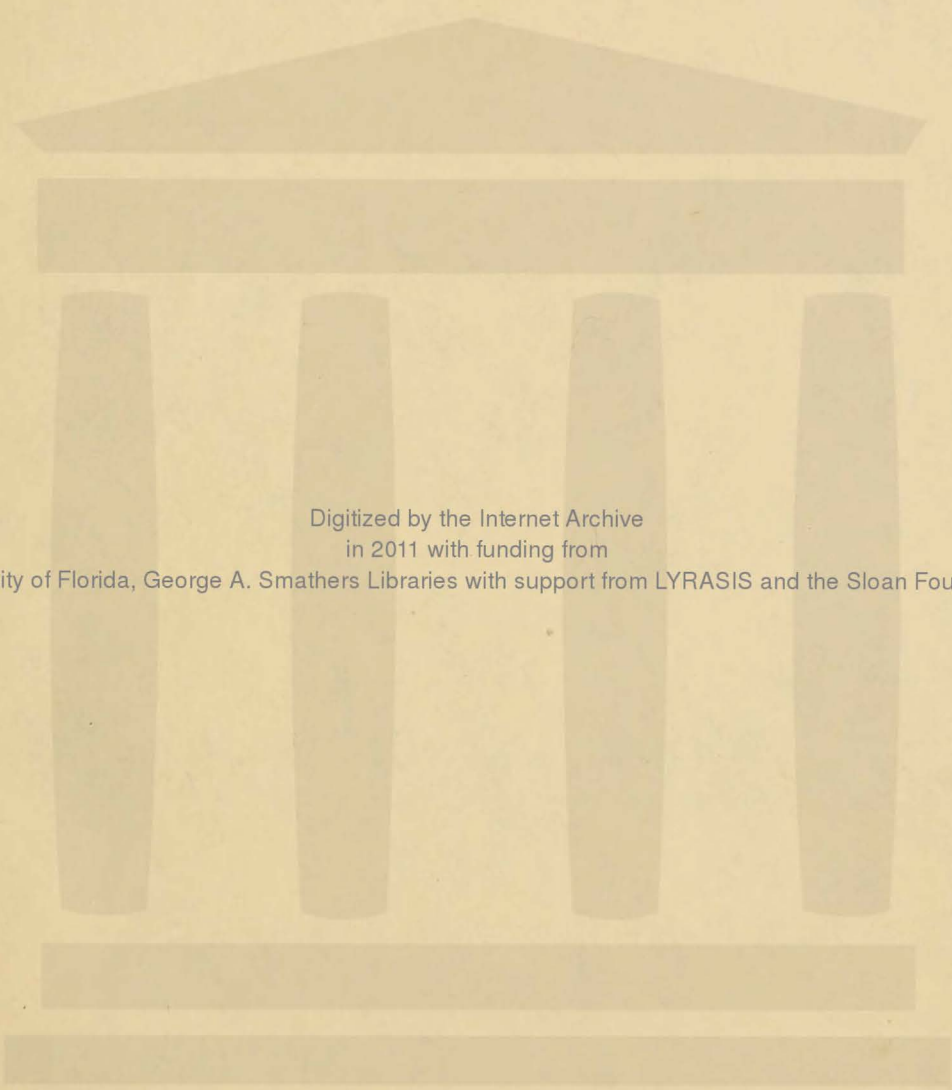 Digitized by the Internet Archive
in 2011 with funding from
ity of Florida, George A. Smathers Libraries with support from LYRASIS and the Sloan Fou